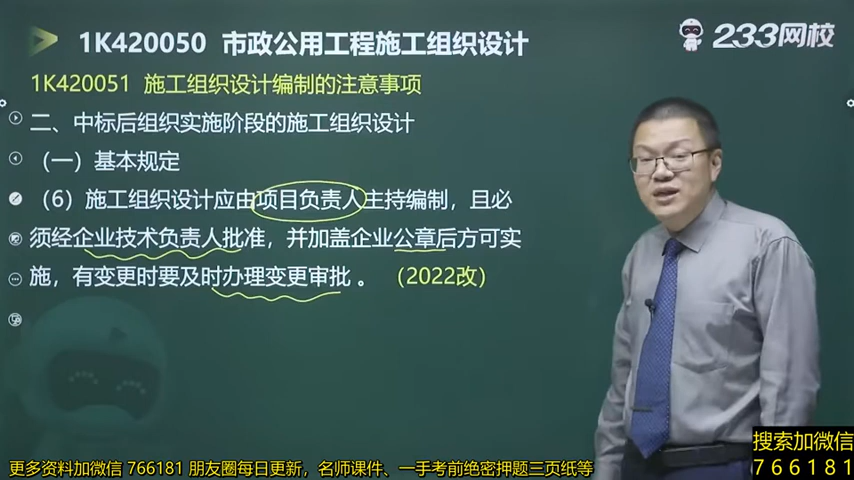 1K420050 市政公用工程施工组织设计
233网校
1K420051 施工组织设计编制的注意事项
二、中标后组织实施阶段的施工组织设计
（一）基本规定
（6）施工组织设计应由项目负责人主持编制，且必
须经企业技术负责人批准，并加盖企业公章后方可实
施，有变更时要及时办理变更审批 。 （2022改）
搜索加微信
766181
更多资料加微信 766181 朋友圈每日更新，名师课件、一手考前绝密押题三页纸等